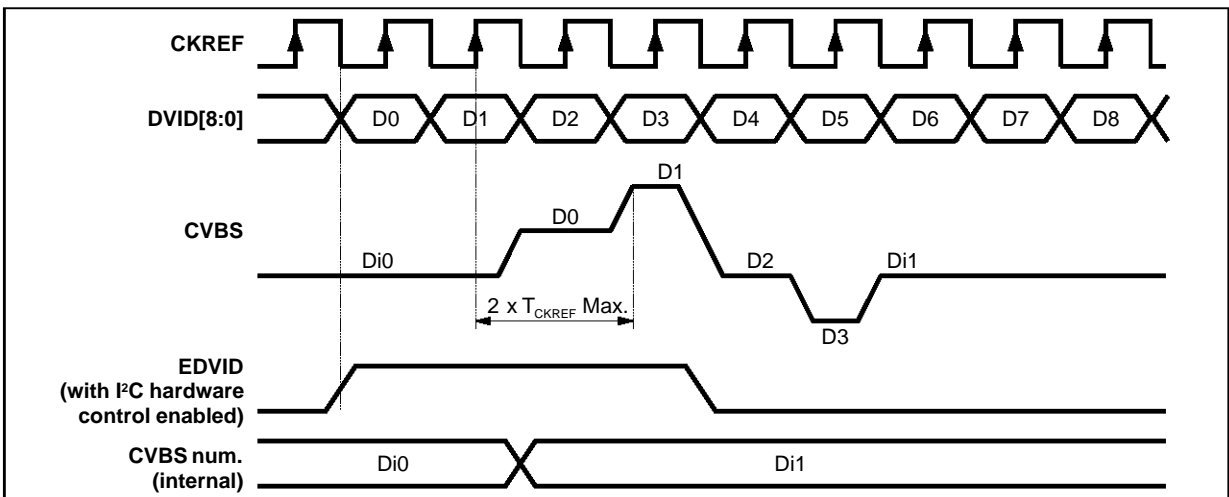 CKREF
DVID[8:0]
D0 D1 D2 D3 D4 D5 D6 D7 D8
D1
D0
CVBS
Di0
D2
Di1
2 x TCKREF Max.
D3
EDVID
(with I²C hardware
control enabled)
CVBS num.
(internal)
Di0
Di1